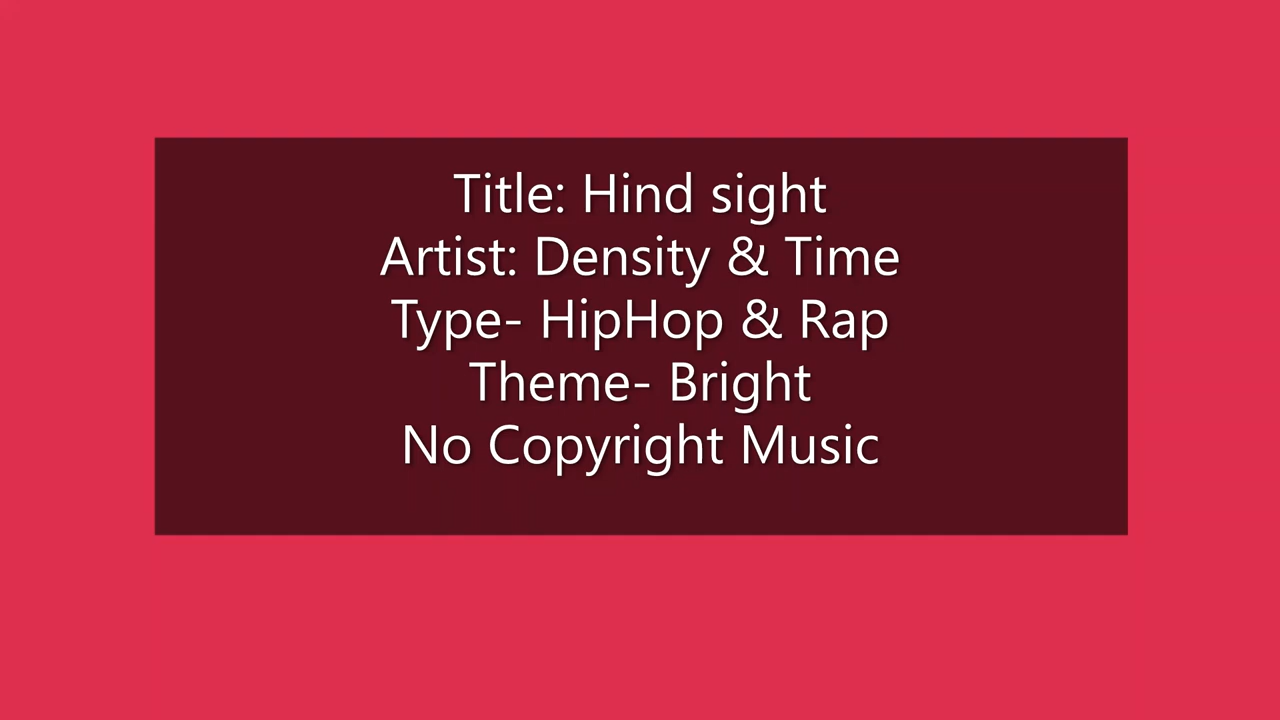 Title: Hind sight
Artist: Density & Time
Type- HipHop & Rap
Theme- Bright
No Copyright Music